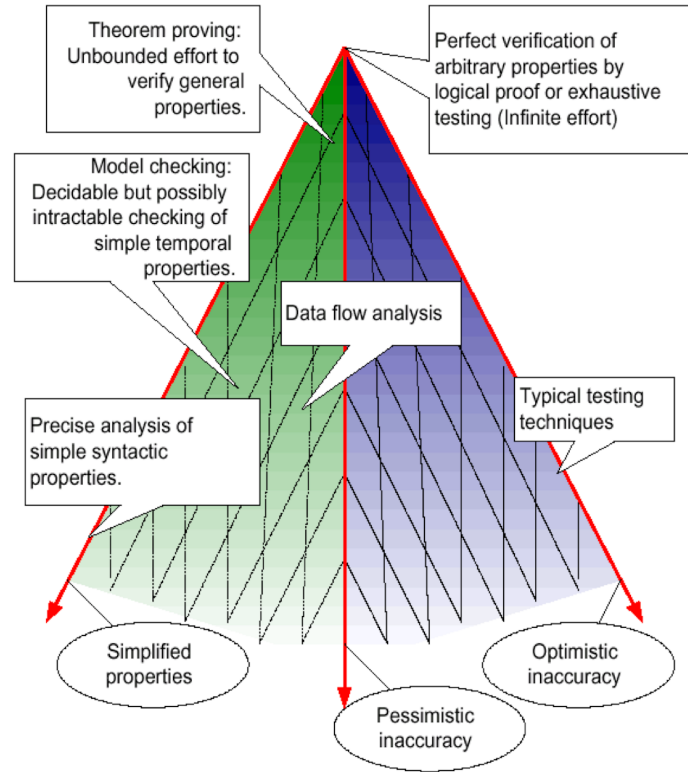 Theorem proving:
Unbounded effort to
verify general
properties.
Perfect verification of
arbitrary properties by
logical proof or exhaustive
testing (Infinite effort)
Model checking:
Decidable but possibly
intractable checking of
simple temporal
properties.
Data flow analysis
Precise analysis of
simple syntactic
properties.
Typical testing
techniques
Simplified
properties
Optimistic
inaccuracy
Pessimistic
inaccuracy